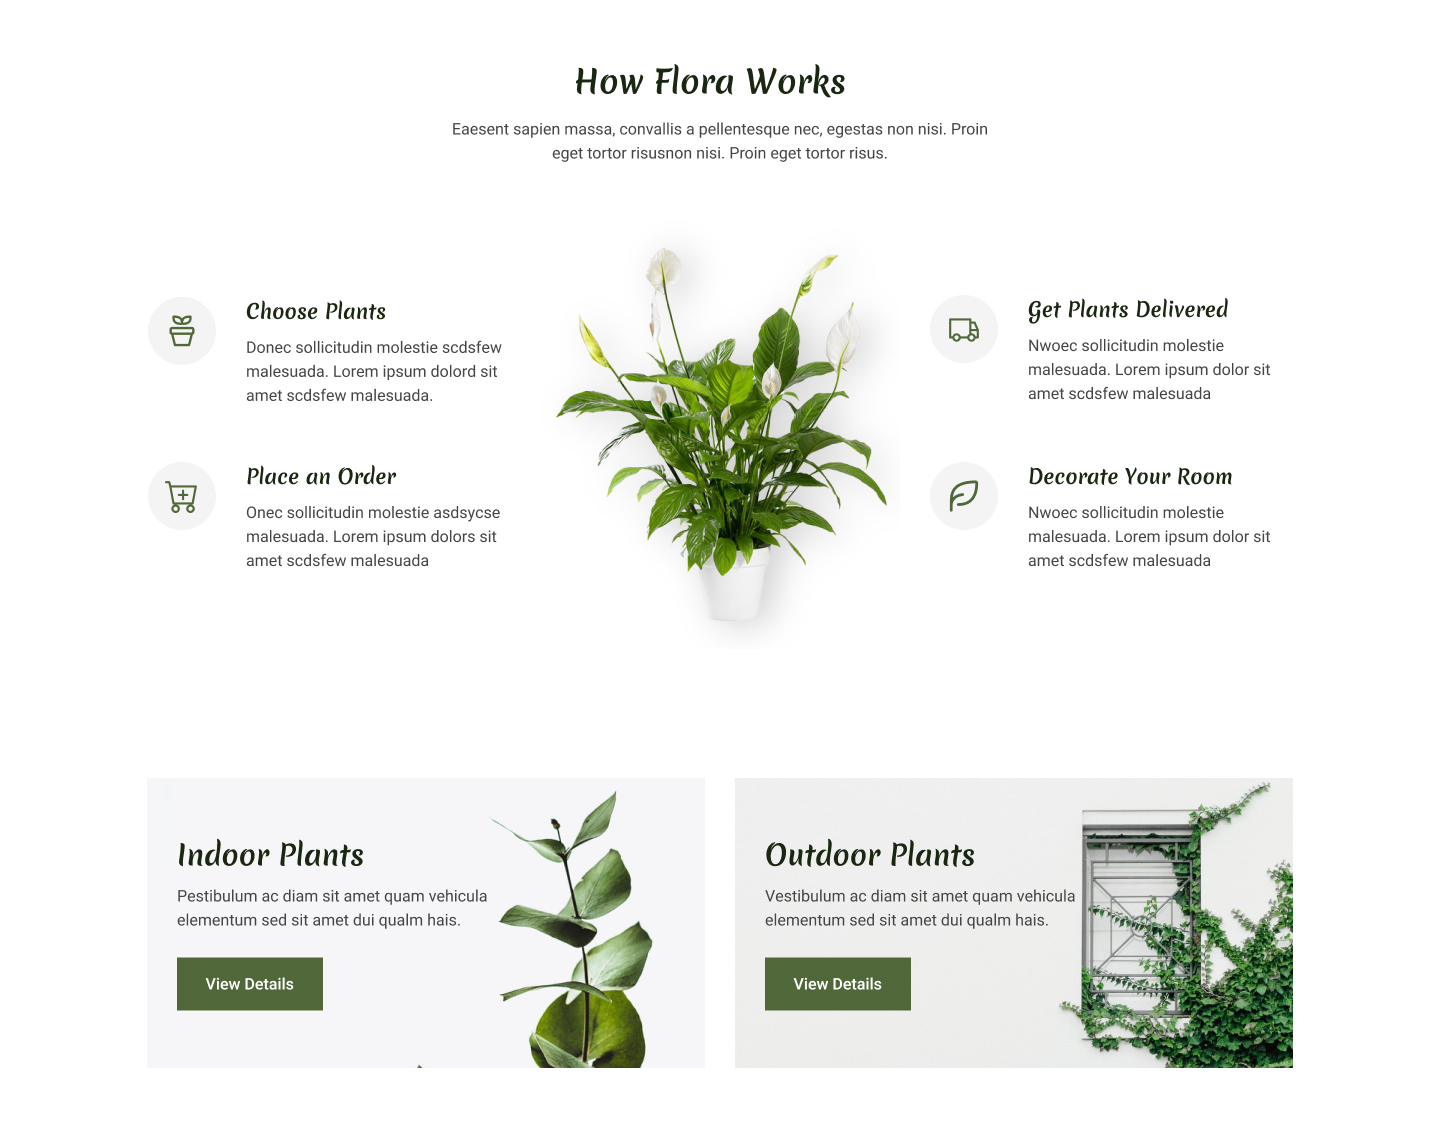 How Flora Works
Eaesent sapien massa, convallis a pellentesque nec, egestas non nisi. Proin
eget tortor risusnon nisi. Proin eget tortor risus.
Choose Plants
Donec sollicitudin molestie scdsfew
malesuada. Lorem ipsum dolord sit
amet scdsfew malesuada.
Place an Order
Onec sollicitudin molestie asdsycse
malesuada. Lorem ipsum dolors sit
amet scdsfew malesuada
Get Plants Delivered
Nwoec sollicitudin molestie
malesuada. Lorem ipsum dolor sit
amet scdsfew malesuada
Decorate Your Room
Nwoec sollicitudin molestie
malesuada. Lorem ipsum dolor sit
amet scdsfew malesuada
Indoor Plants
Pestibulum ac diam sit amet quam vehicula
elementum sed sit amet dui qualm hais.
View Details
Outdoor Plants
Vestibulum ac diam sit amet quam vehicula
elementum sed sit amet dui qualm hais.
View Details